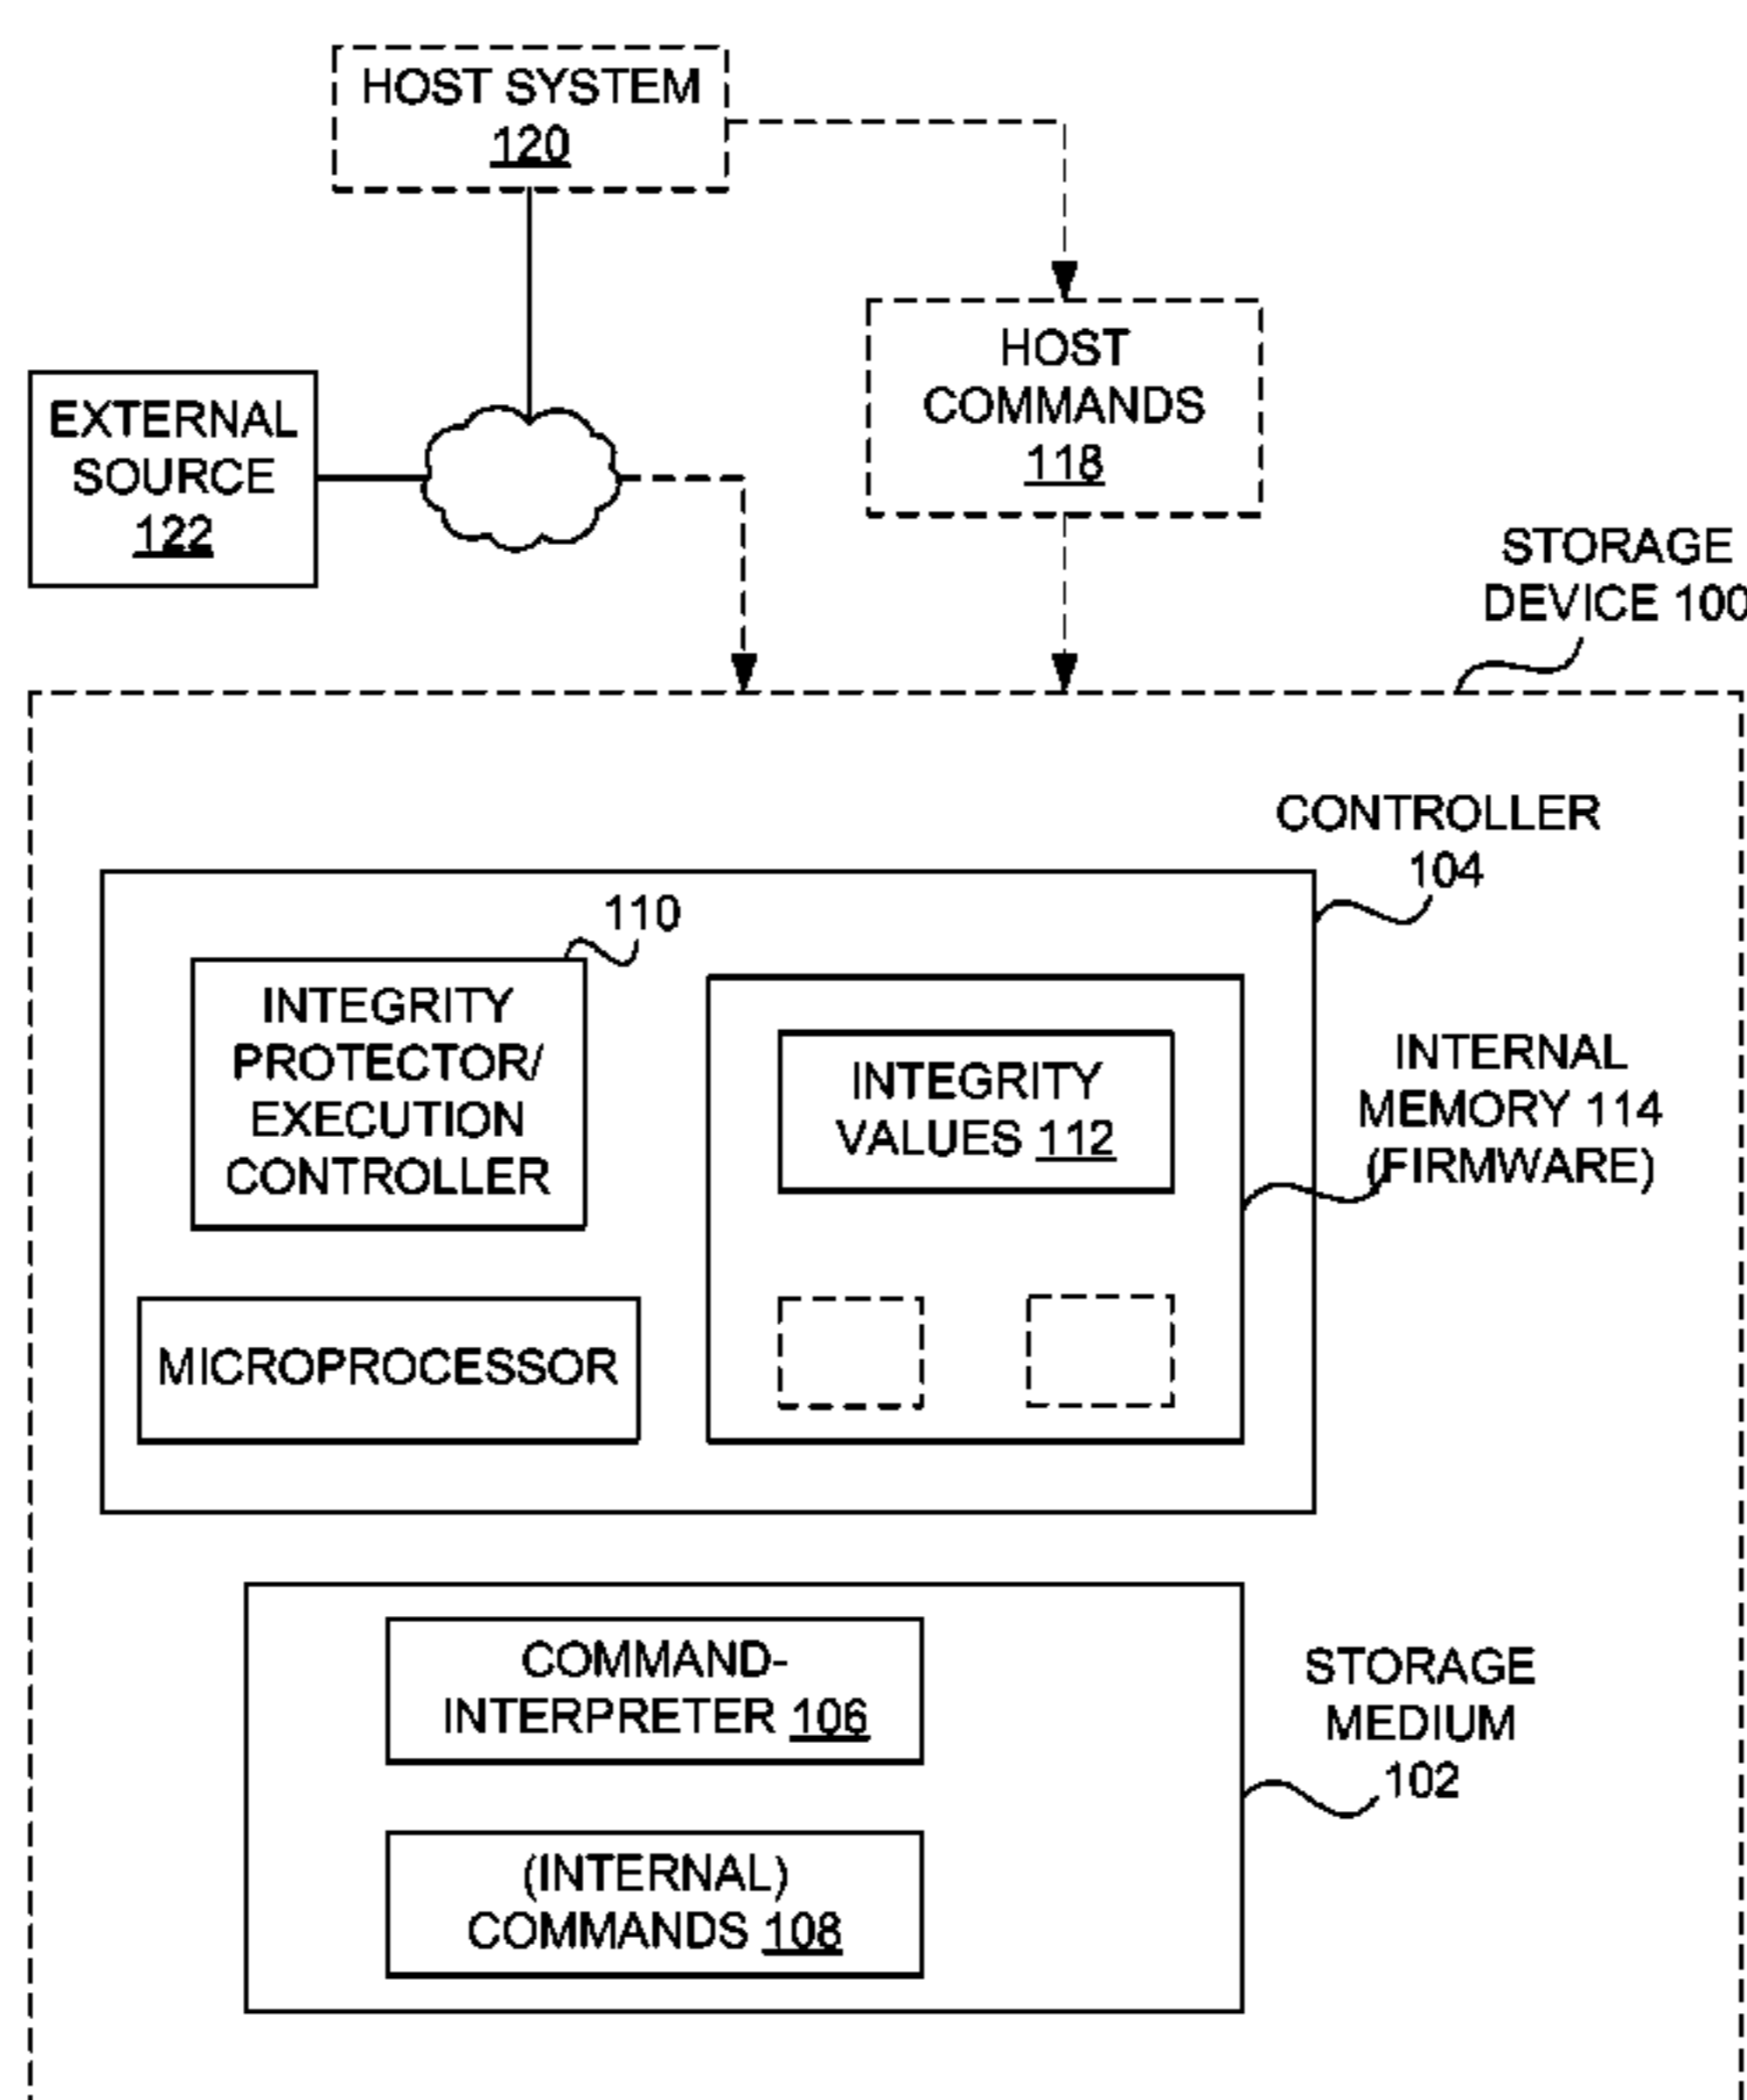 HOST SYSTEM
120
HOST
COMMANDS
118
EXTERNAL
SOURCE
122
STORAGE
DEVICE 100
CONTROLLER
104
110
INTEGRITY
PROTECTOR/
EXECUTION
CONTROLLER
INTEGRITY
VALUES 112
INTERNAL
MEMORY 114
(FIRMWARE)
MICROPROCESSOR
COMMAND-
INTERPRETER 106
STORAGE
MEDIUM
102
(INTERNAL)
COMMANDS 108